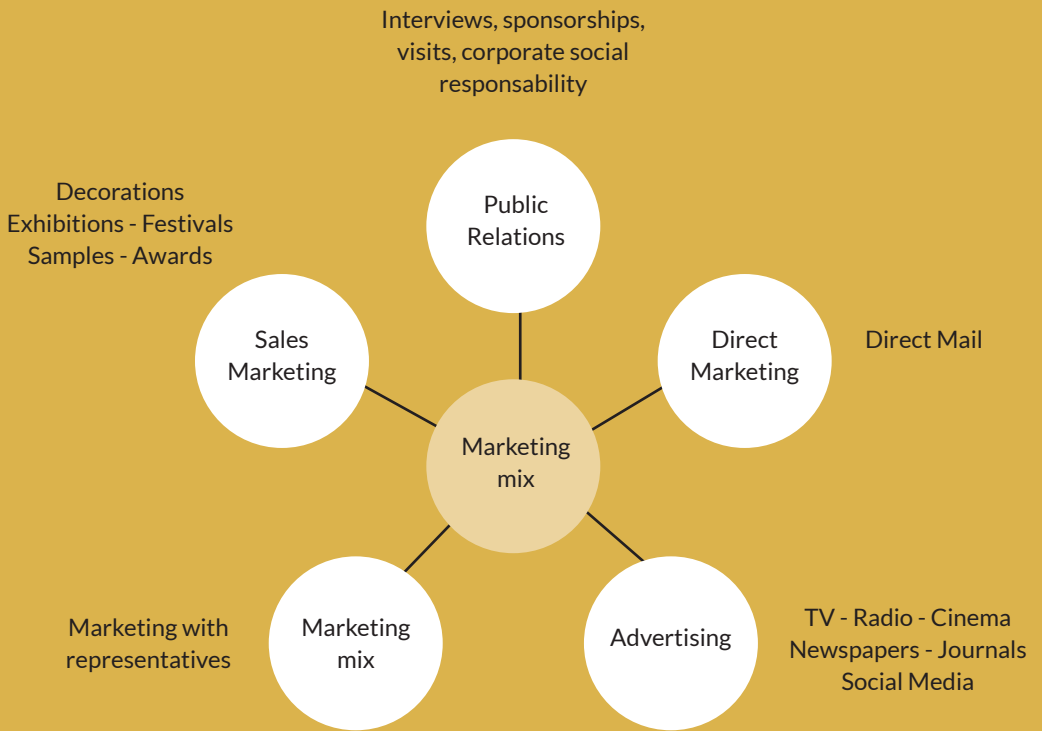 Interviews, sponsorships,
visits, corporate social
responsability
Public
Relations
Decorations
Exhibitions - Festivals
Samples - Awards
Sales
Marketing
Direct
Marketing
Direct Mail
Marketing
mix
Marketing with
representatives
Marketing
mix
Advertising
TV - Radio - Cinema
Newspapers - Journals
Social Media